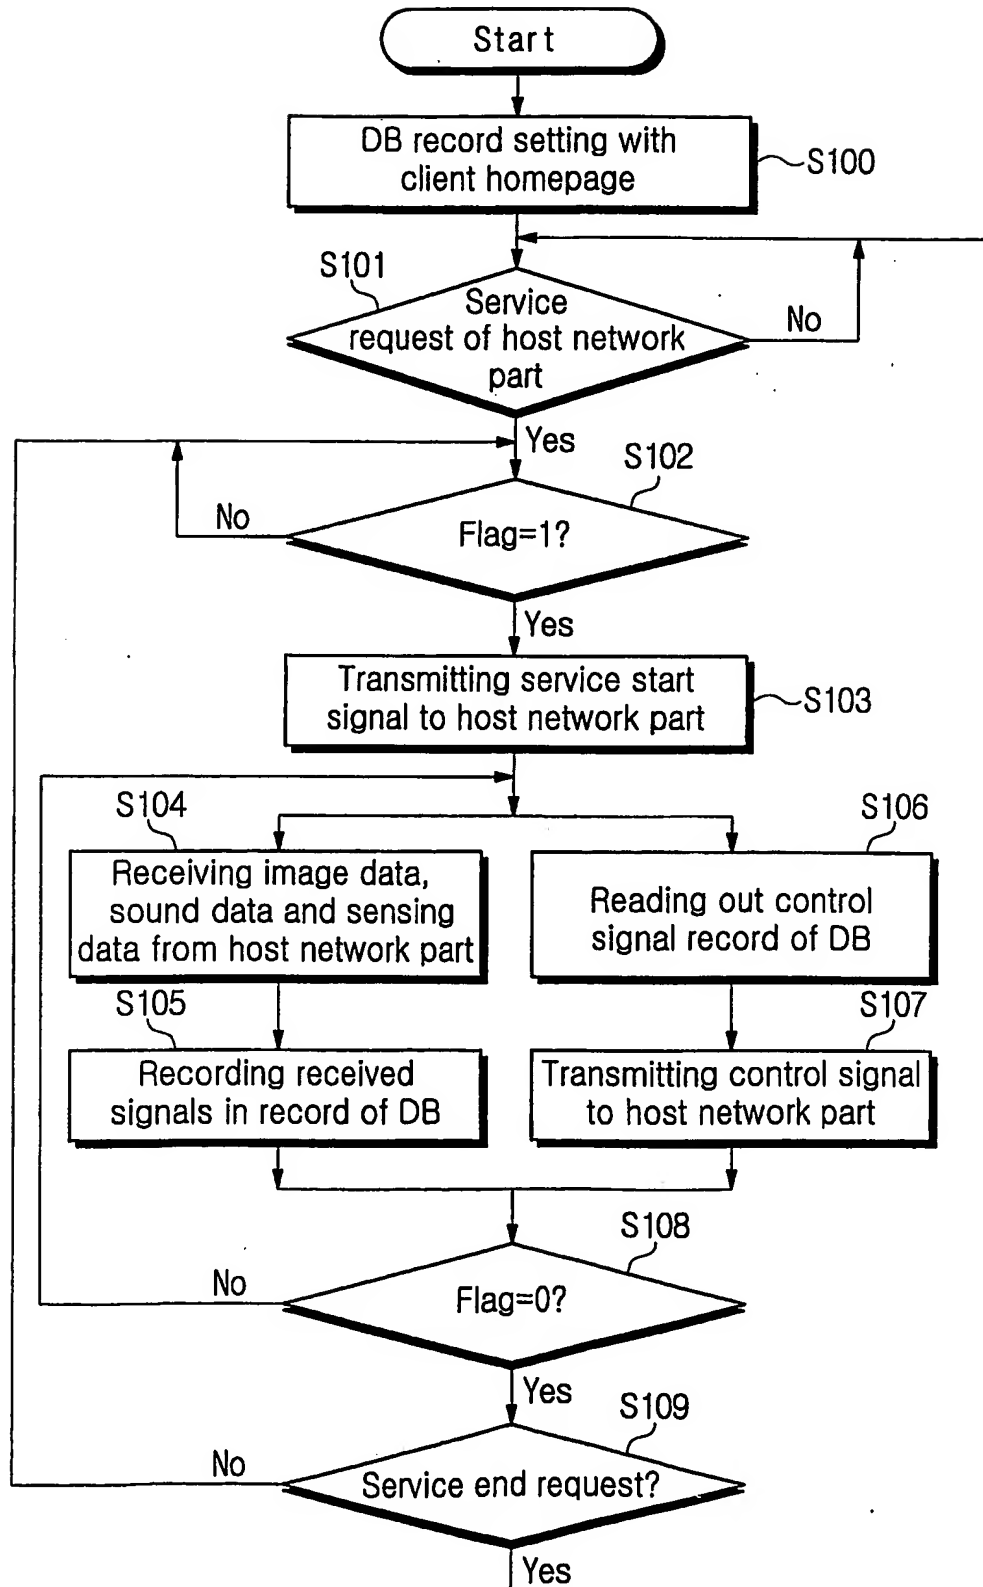 Start
DB record setting with
client homepage
S100
S101
Service
request of host network
part
No
Yes
S102
No
Flag=1?
Yes
Transmitting service start
signal to host network part
S103
S104
S106
Receiving image data,
sound data and sensing
data from host network part
Reading out control
signal record of DB
S105
S107
Recording received
signals in record of DB
Transmitting control signal
to host network part
S108
No
Flag=0?
Yes
S109
No
Service end request?
Yes